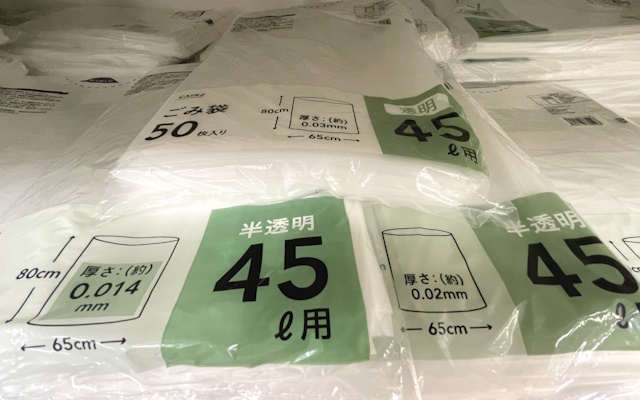 CAINZ
ごみ袋
50枚入り
80cm
厚さ:(約)
0.03mm
65cm
透明
45
ℓ用
80cm
厚さ:(約)
0.014
mm
65cm
半透明
45
ℓ用
厚さ:(約)
0.02mm
65cm
半透明
45
ℓ